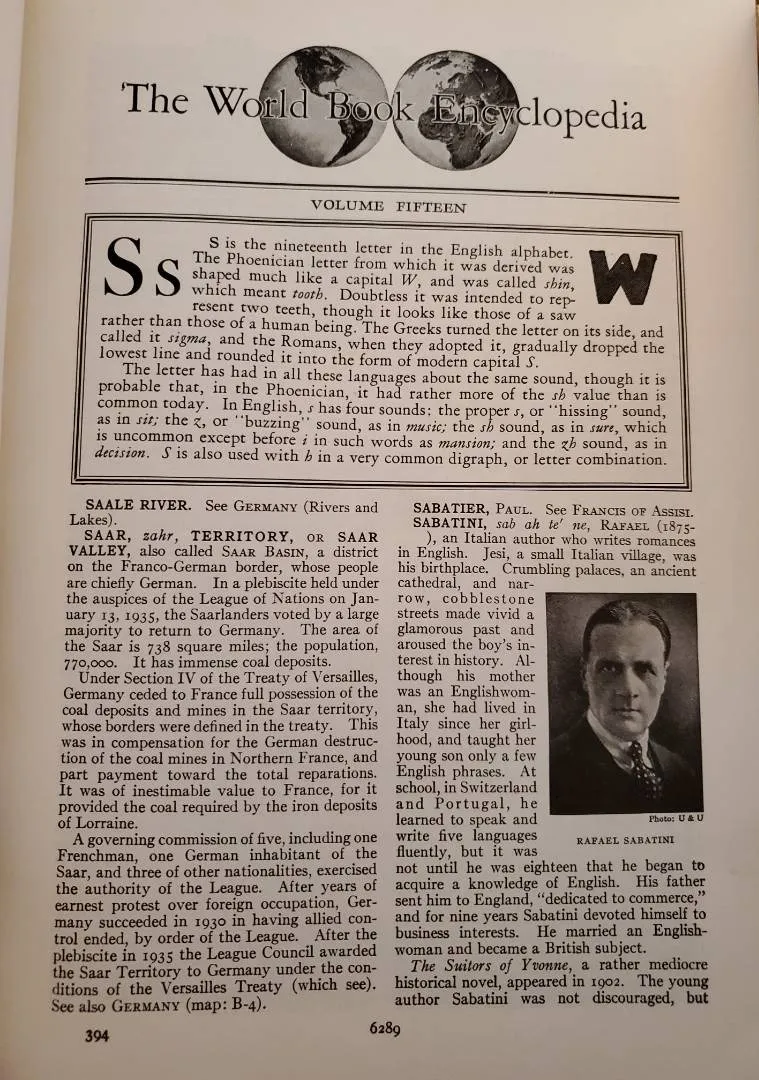 The World Book Encyclopedia
VOLUME FIFTEEN
S s
S is the nineteenth letter in the English alphabet.
The Phoenician letter from which it was derived was
shaped much like a capital W, and was called shin,
which meant tooth. Doubtless it was intended to rep-
resent two teeth, though it looks like those of a saw
rather than those of a human being. The Greeks turned the letter on its side, and
called it sigma, and the Romans, when they adopted it, gradually dropped the
lowest line and rounded it into the form of modern capital S.
The letter has had in all these languages about the same sound, though it is
probable that, in the Phoenician, it had rather more of the sh value than is
common today. In English, s has four sounds: the proper s, or "hissing" sound,
as in sit; the z, or "buzzing" sound, as in music; the sh sound, as in sure, which
is uncommon except before i in such words as mansion; and the zh sound, as in
decision. S is also used with h in a very common digraph, or letter combination.
W
SAALE RIVER. See GERMANY (Rivers and
Lakes).
SAAR, zahr, TERRITORY, OR SAAR
VALLEY, also called SAAR BASIN, a district
on the Franco-German border, whose people
are chiefly German. In a plebiscite held under
the auspices of the League of Nations on Jan-
uary 13, 1935, the Saarlanders voted by a large
majority to return to Germany. The area of
the Saar is 738 square miles; the population,
770,000. It has immense coal deposits.
Under Section IV of the Treaty of Versailles,
Germany ceded to France full possession of the
coal deposits and mines in the Saar territory,
whose borders were defined in the treaty. This
was in compensation for the German destruc-
tion of the coal mines in Northern France, and
part payment toward the total reparations.
It was of inestimable value to France, for it
provided the coal required by the iron deposits
of Lorraine.
A governing commission of five, including one
Frenchman, one German inhabitant of the
Saar, and three of other nationalities, exercised
the authority of the League. After years of
earnest protest over foreign occupation, Ger-
many succeeded in 1930 in having allied con-
trol ended, by order of the League. After the
plebiscite in 1935 the League Council awarded
the Saar Territory to Germany under the con-
ditions of the Versailles Treaty (which see).
See also GERMANY (map: B-4).
SABATIER, PAUL. See FRANCIS OF ASSISI.
SABATINI, sab ah te' ne, RAFAEL (1875-
), an Italian author who writes romances
in English. Jesi, a small Italian village, was
his birthplace. Crumbling palaces, an ancient
cathedral, and nar-
row, cobblestone
streets made vivid a
glamorous past and
aroused the boy's in-
terest in history. Al-
though his mother
was an Englishwom-
an, she had lived in
Italy since her girl-
hood, and taught her
young son only a few
English phrases. At
school, in Switzerland
and Portugal, he
learned to speak and
write five languages
fluently, but it was
not until he was eighteen that he began to
acquire a knowledge of English. His father
sent him to England, "dedicated to commerce,"
and for nine years Sabatini devoted himself to
business interests. He married an English-
woman and became a British subject.
The Suitors of Yvonne, a rather mediocre
historical novel, appeared in 1902. The young
author Sabatini was not discouraged, but
Photo: U & U
RAFAEL SABATINI
394
6289